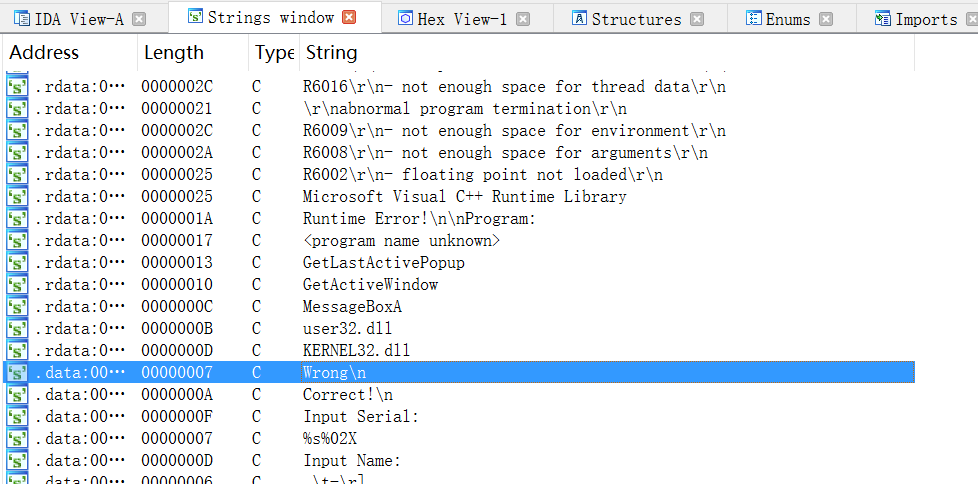 IDA View-A Strings window Hex View-1 Structures Enums Imports
Address Length Type String
.rdata:0… 0000002C C R6016\r\n- not enough space for thread data\r\n
.rdata:0… 00000021 C \r\nabnormal program termination\r\n
.rdata:0… 0000002C C R6009\r\n- not enough space for environment\r\n
.rdata:0… 0000002A C R6008\r\n- not enough space for arguments\r\n
.rdata:0… 00000025 C R6002\r\n- floating point not loaded\r\n
.rdata:0… 00000025 C Microsoft Visual C++ Runtime Library
.rdata:0… 0000001A C Runtime Error!\n\nProgram:
.rdata:0… 00000017 C <program name unknown>
.rdata:0… 00000013 C GetLastActivePopup
.rdata:0… 00000010 C GetActiveWindow
.rdata:0… 0000000C C MessageBoxA
.rdata:0… 0000000B C user32.dll
.rdata:0… 0000000D C KERNEL32.dll
.data:00… 00000007 C Wrong\n
.data:00… 0000000A C Correct!\n
.data:00… 0000000F C Input Serial:
.data:00… 00000007 C %s%02X
.data:00… 0000000D C Input Name:
.data:00… 00000006 C